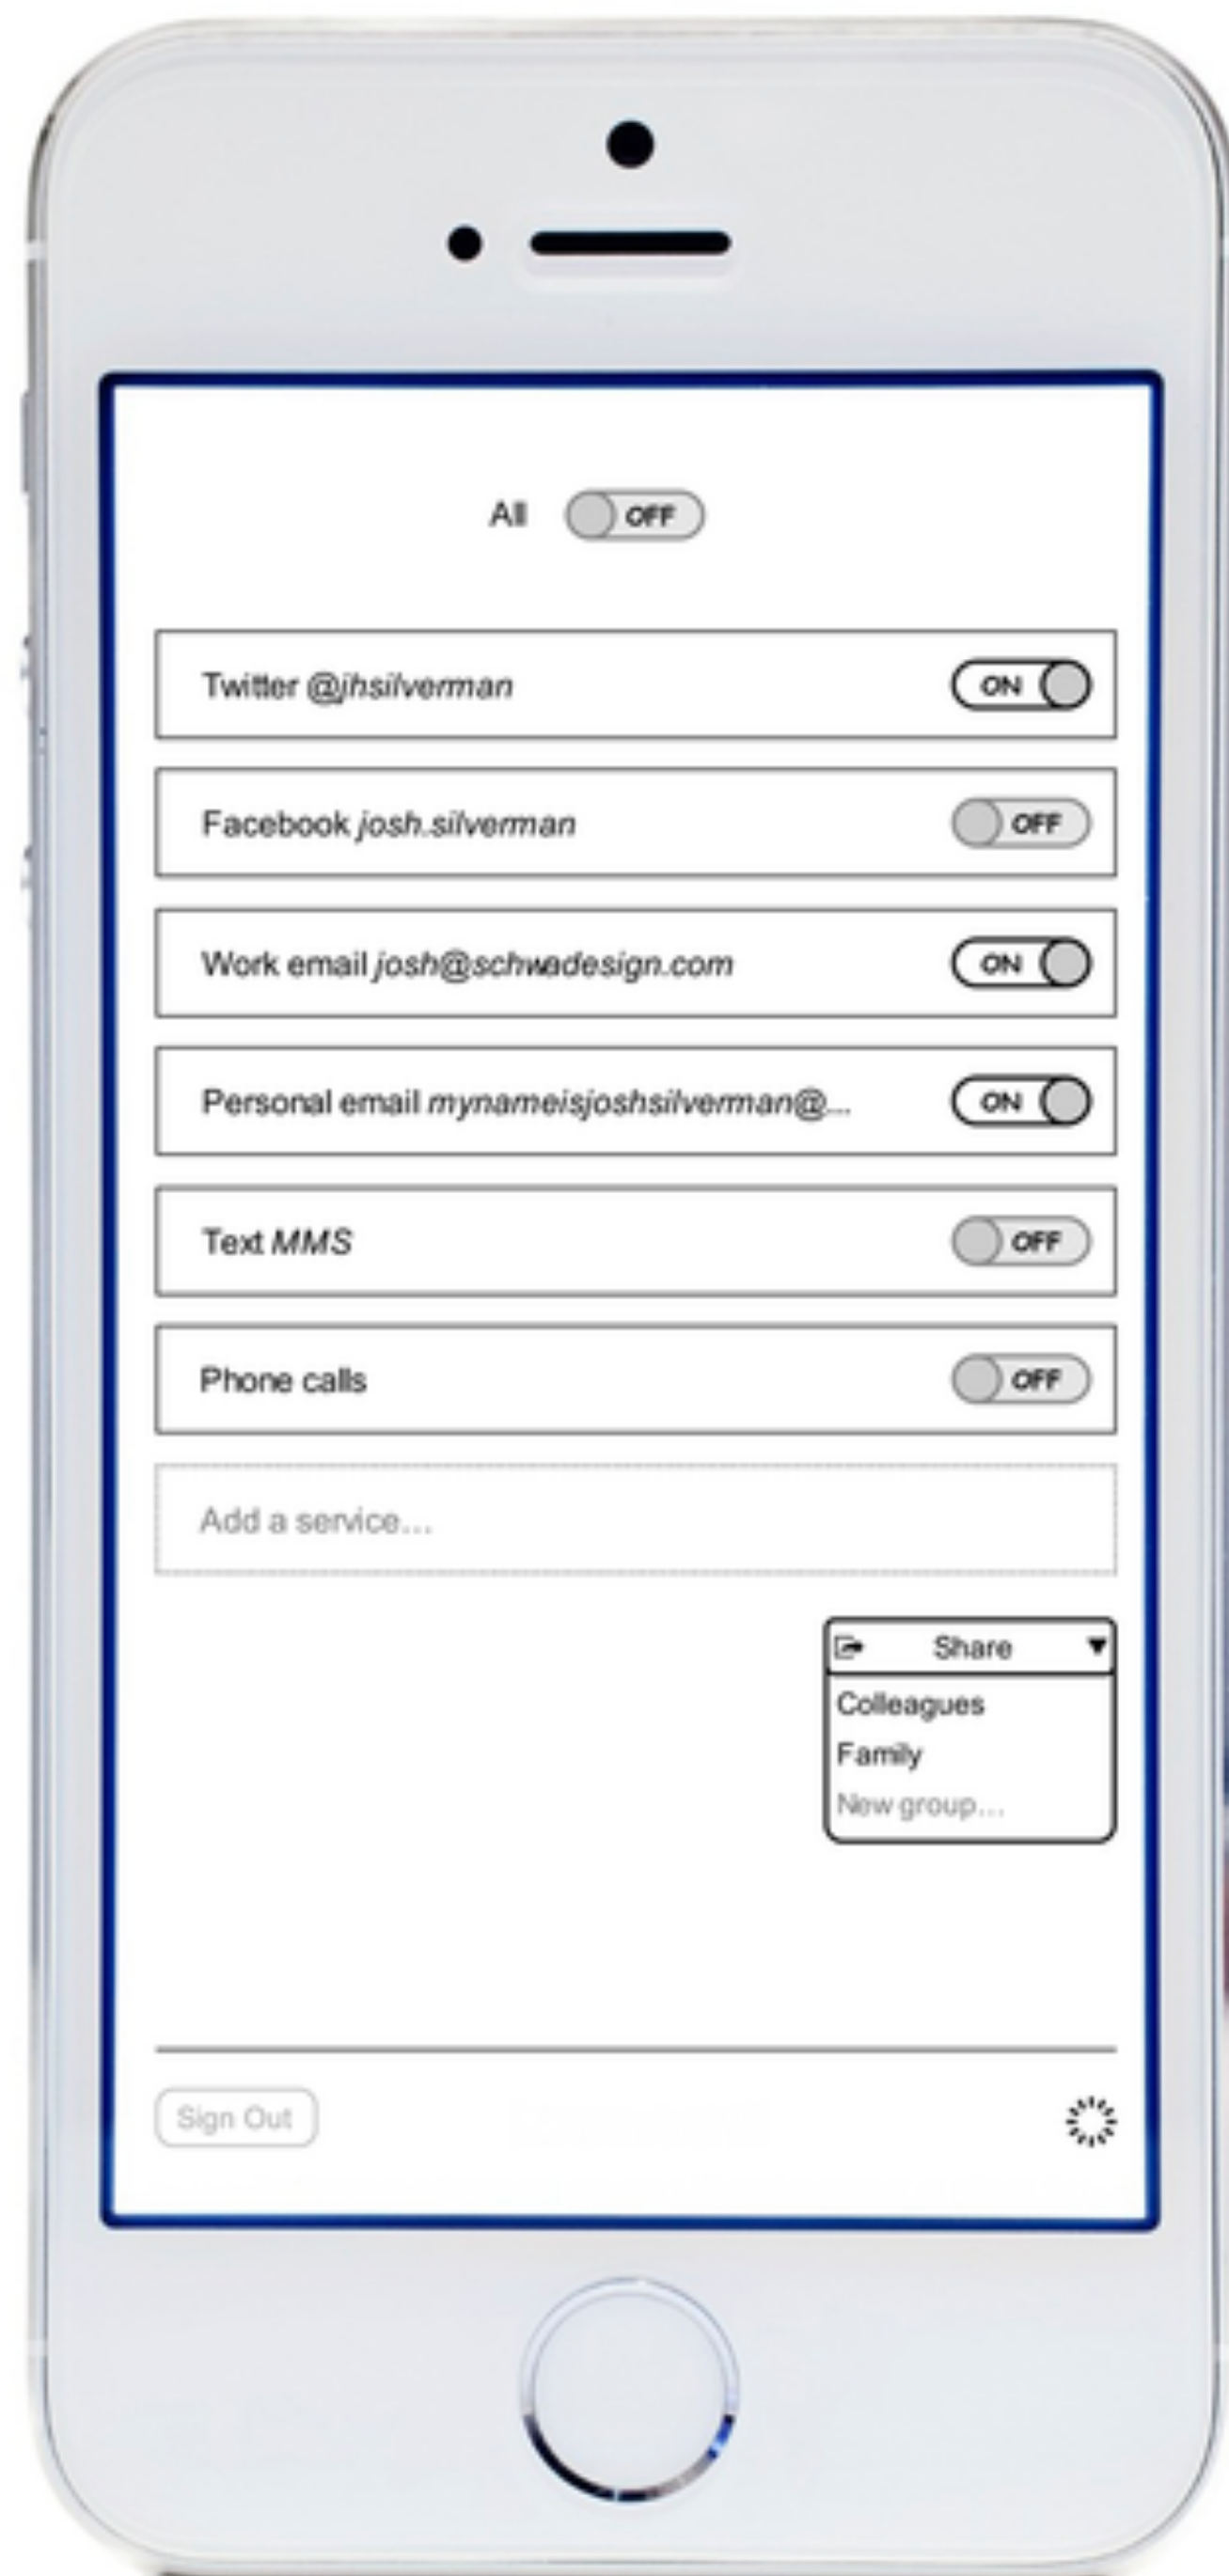 All OFF
Twitter @jhsilverman ON
Facebook josh.silverman OFF
Work email josh@schwadesign.com ON
Personal email mynameisjoshsilverman@... ON
Text MMS OFF
Phone calls OFF
Add a service...
Share
Colleagues
Family
New group...
Sign Out